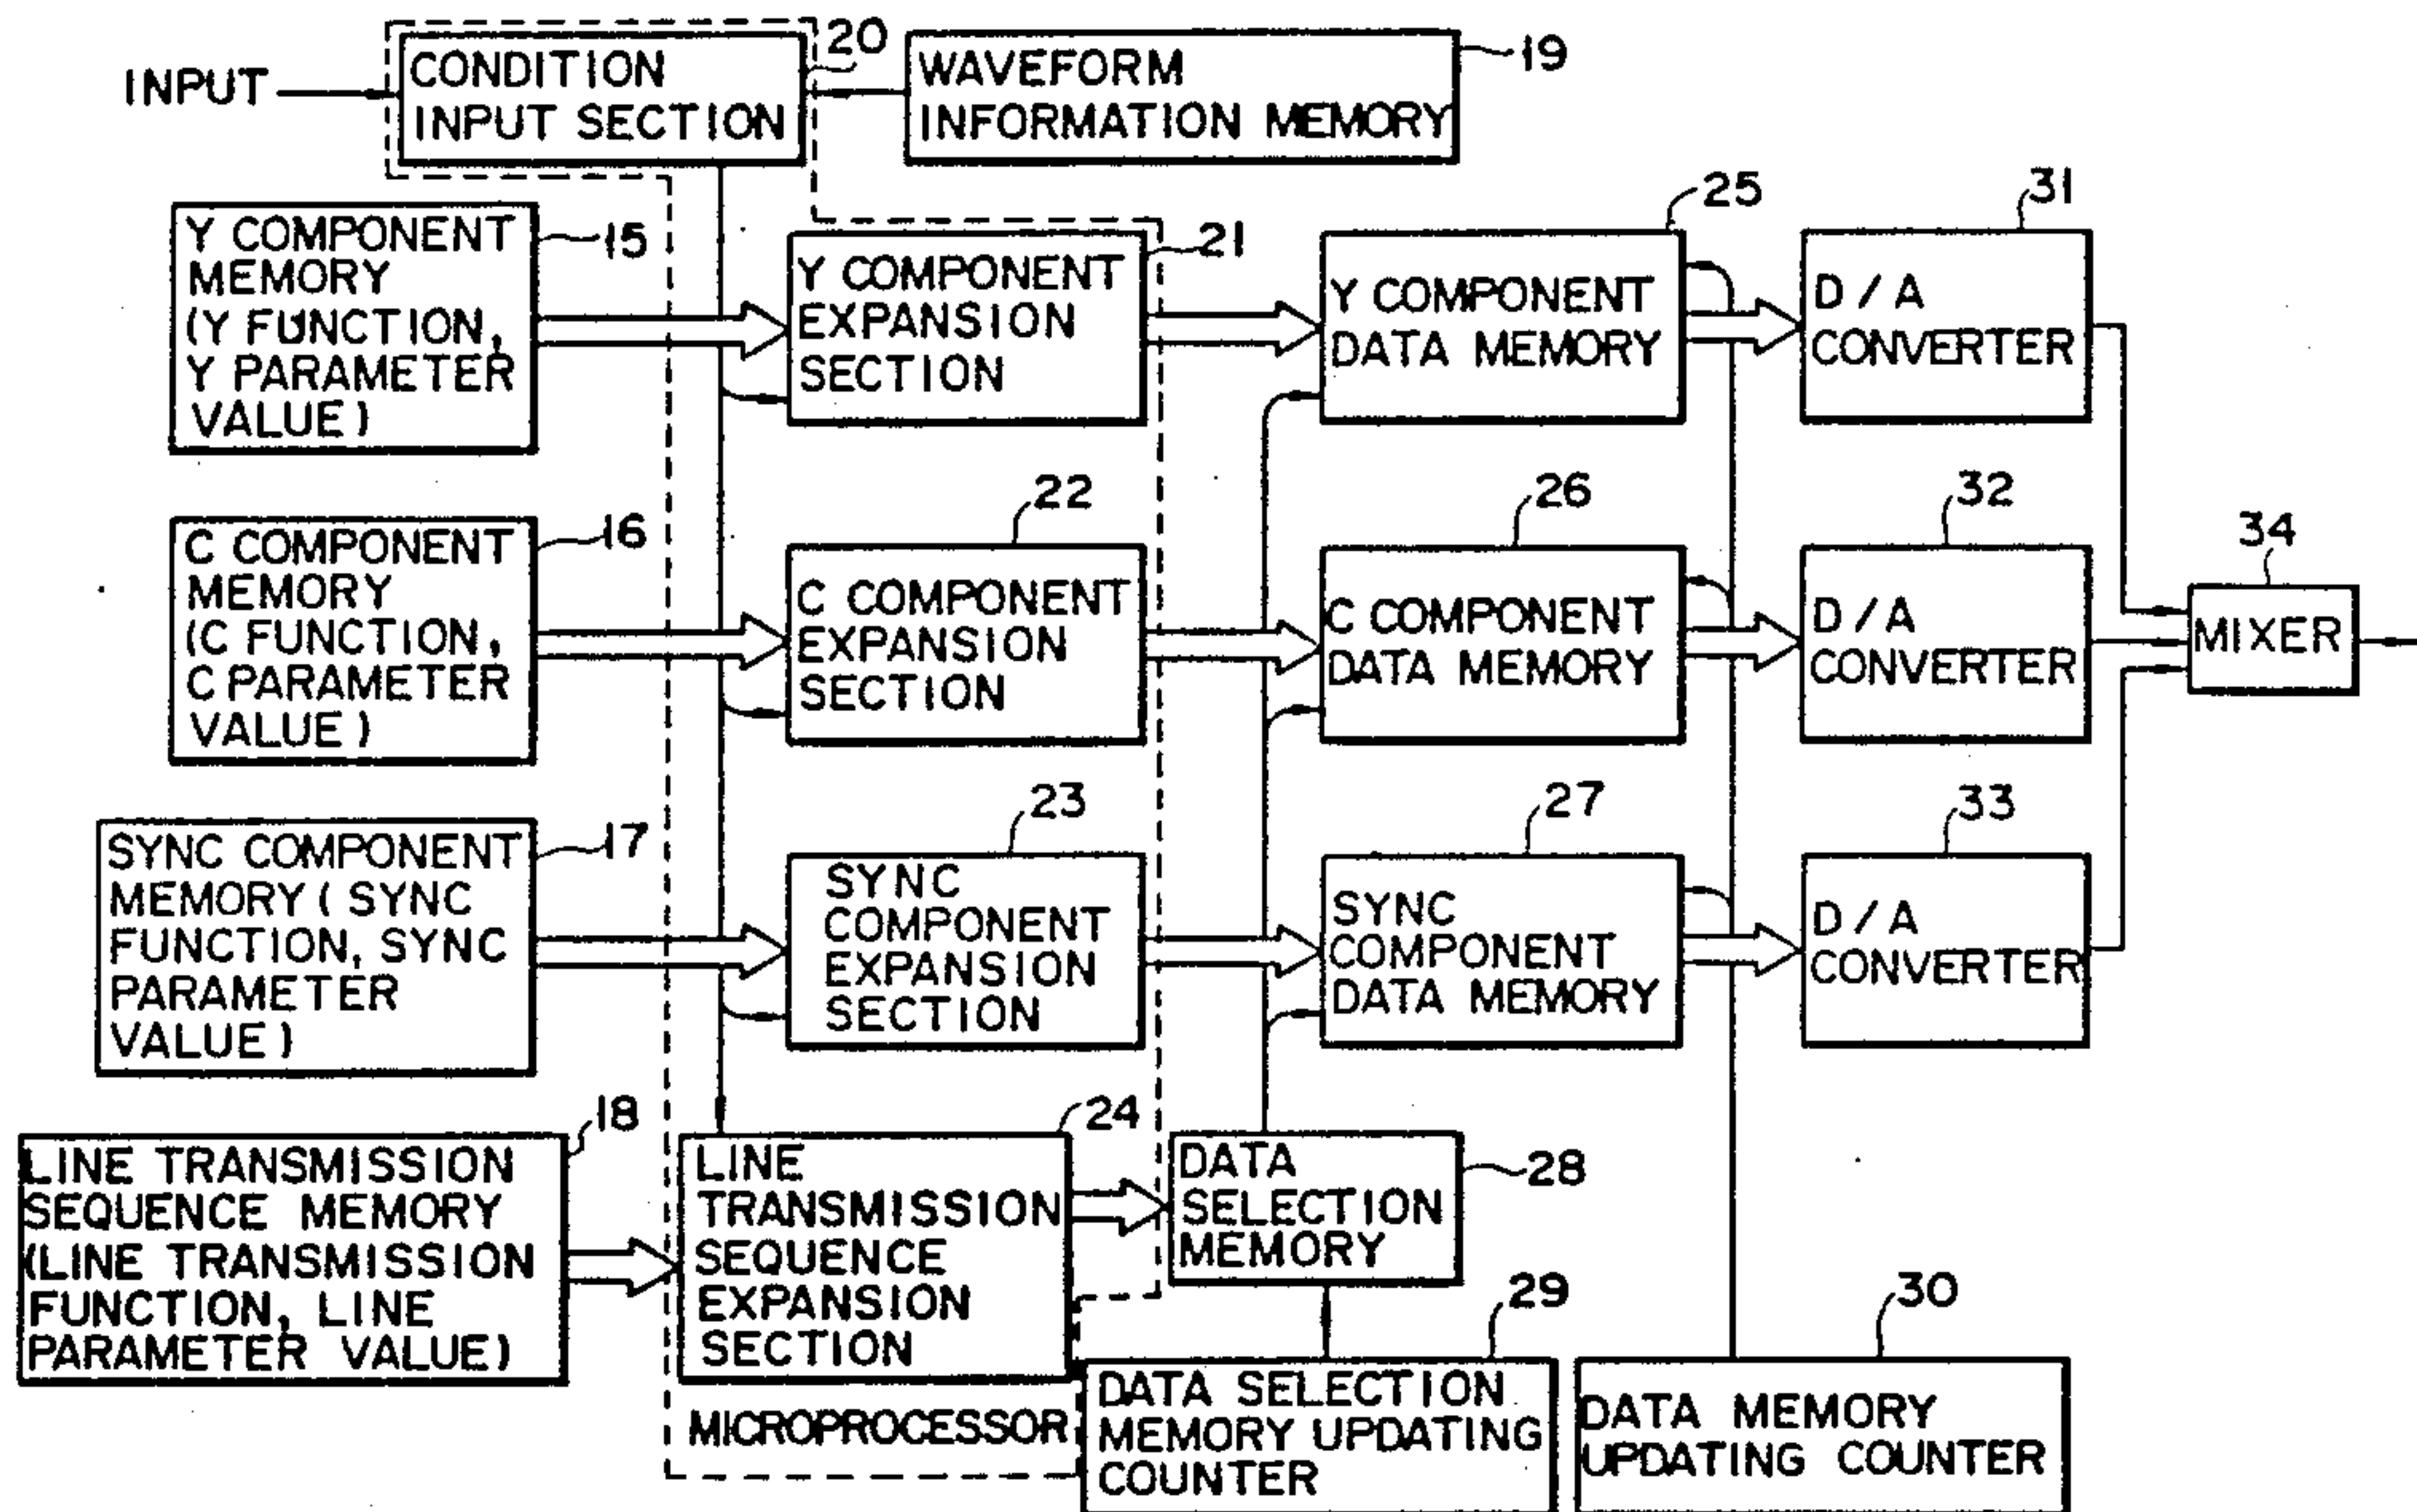 INPUT
CONDITION
INPUT SECTION
20
WAVEFORM
INFORMATION MEMORY
19
Y COMPONENT
MEMORY
(Y FUNCTION,
Y PARAMETER
VALUE)
15
Y COMPONENT
EXPANSION
SECTION
21
Y COMPONENT
DATA MEMORY
25
D/A
CONVERTER
31
C COMPONENT
MEMORY
(C FUNCTION,
C PARAMETER
VALUE)
16
C COMPONENT
EXPANSION
SECTION
22
C COMPONENT
DATA MEMORY
26
D/A
CONVERTER
32
MIXER
34
SYNC COMPONENT
MEMORY (SYNC
FUNCTION, SYNC
PARAMETER
VALUE)
17
SYNC
COMPONENT
EXPANSION
SECTION
23
SYNC
COMPONENT
DATA MEMORY
27
D/A
CONVERTER
33
LINE TRANSMISSION
SEQUENCE MEMORY
(LINE TRANSMISSION
FUNCTION, LINE
PARAMETER VALUE)
18
LINE
TRANSMISSION
SEQUENCE
EXPANSION
SECTION
24
DATA
SELECTION
MEMORY
28
MICROPROCESSOR
DATA SELECTION
MEMORY UPDATING
COUNTER
29
DATA MEMORY
UPDATING COUNTER
30